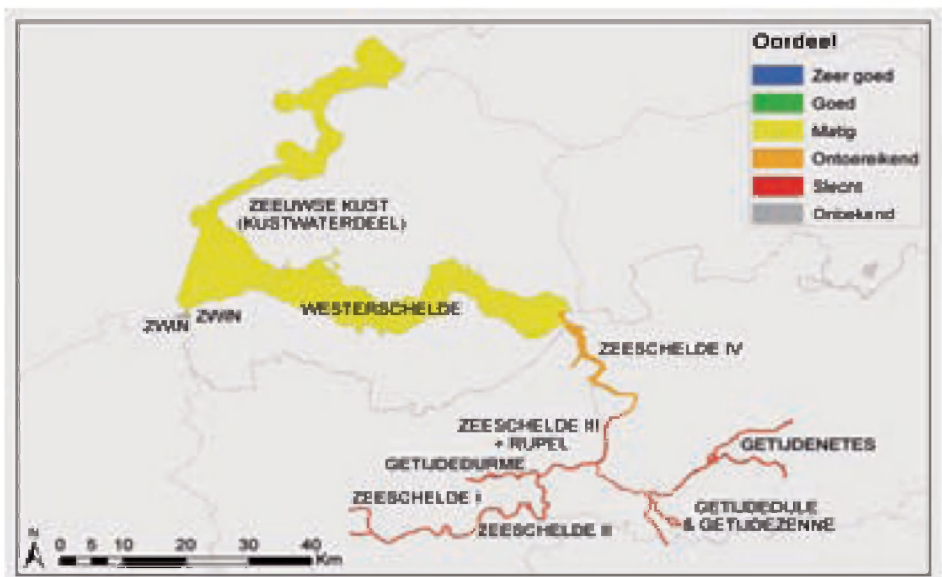 Oordeel
Zeer goed
Goed
Matig
Ontoereikend
Slecht
Onbekend
ZEEUWSE KUST
(KUSTWATERDEEL)
WESTERSCHELDE
ZWIN
ZWIN
ZEESCHELDE IV
ZEESCHELDE III
+ RUPEL
GETIJDENETES
GETIJDEDURME
ZEESCHELDE I
GETIJDEDIJLE
& GETIJDEZENNE
ZEESCHELDE II
N
0 5 10 20 30 40
Km